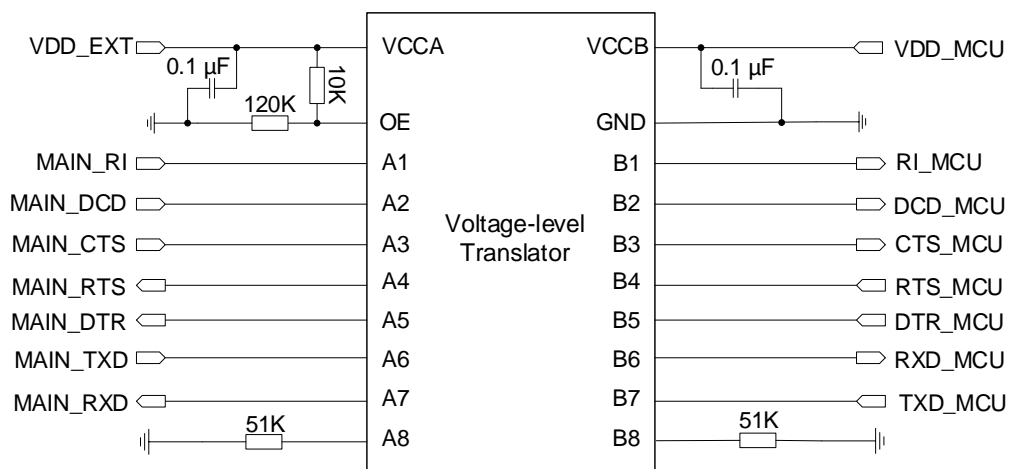 VDD_EXT VCCA VCCB VDD_MCU
0.1 µF 10K 0.1 µF
120K OE GND
MAIN_RI A1 B1 RI_MCU
MAIN_DCD A2 B2 DCD_MCU
Voltage-level
Translator
MAIN_CTS A3 B3 CTS_MCU
MAIN_RTS A4 B4 RTS_MCU
MAIN_DTR A5 B5 DTR_MCU
MAIN_TXD A6 B6 RXD_MCU
MAIN_RXD A7 B7 TXD_MCU
51K A8 B8 51K